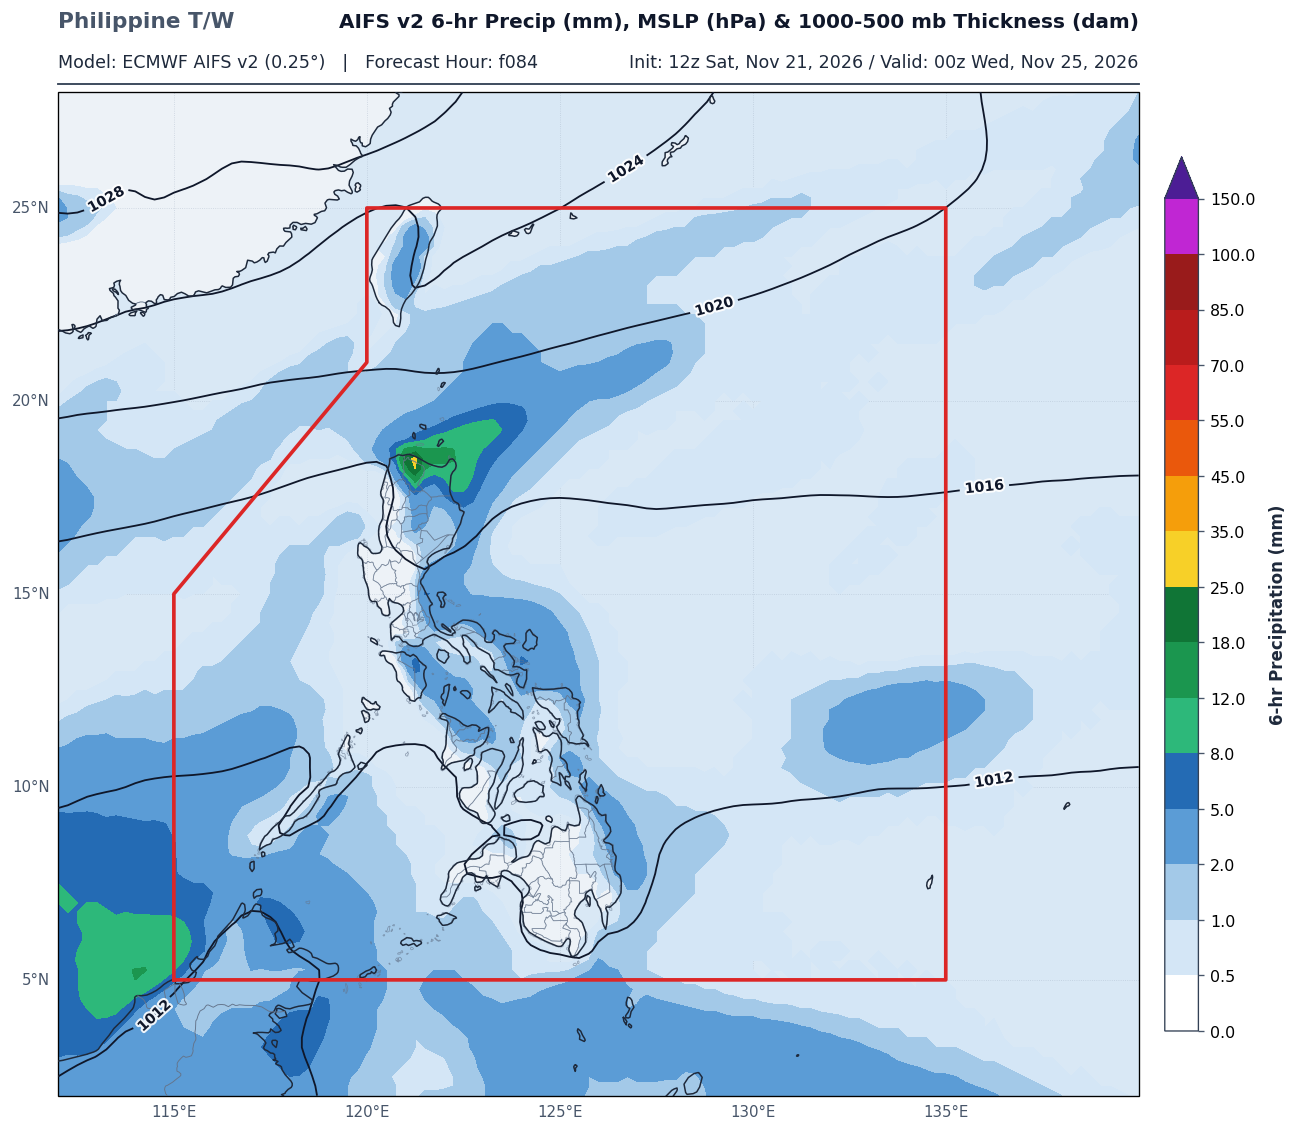 Philippine T/W
AIFS v2 6-hr Precip (mm), MSLP (hPa) & 1000-500 mb Thickness (dam)
Model: ECMWF AIFS v2 (0.25°)   |   Forecast Hour: f084
Init: 12z Sat, Nov 21, 2026 / Valid: 00z Wed, Nov 25, 2026
1028
1024
1020
1016
1012
1012
25°N
20°N
15°N
10°N
5°N
115°E
120°E
125°E
130°E
135°E
150.0
100.0
85.0
70.0
55.0
45.0
35.0
25.0
18.0
12.0
8.0
5.0
2.0
1.0
0.5
0.0
6-hr Precipitation (mm)